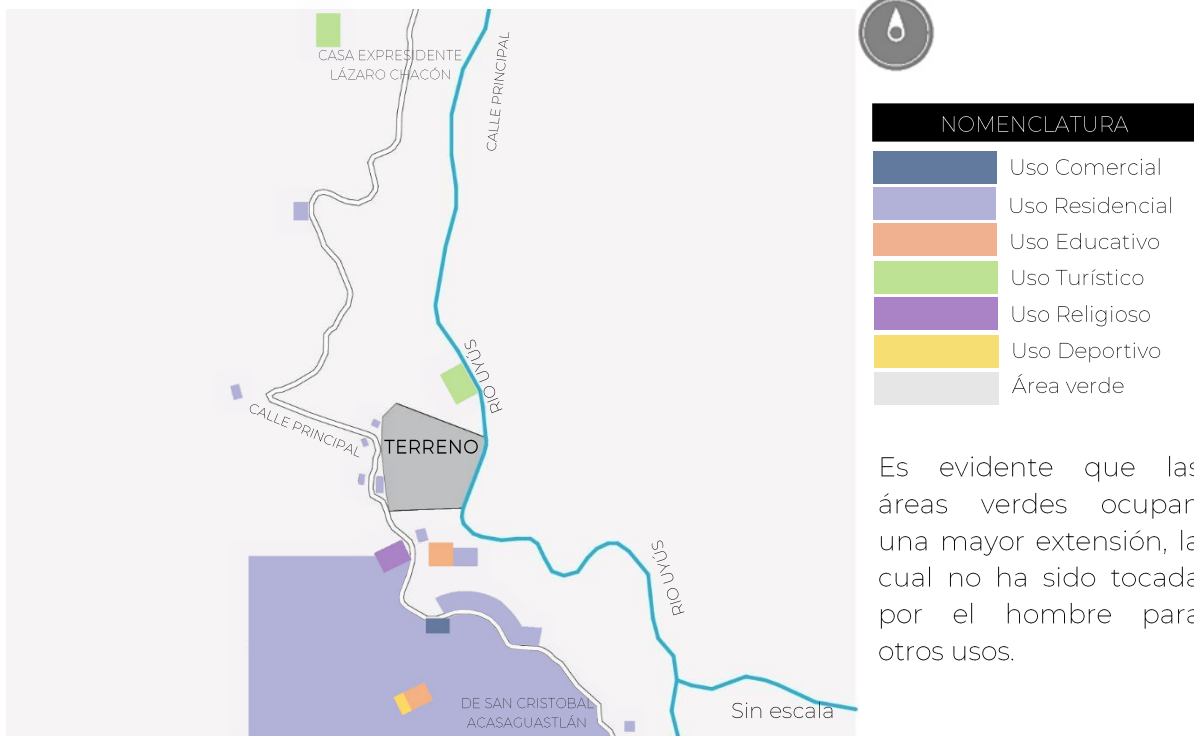 CASA EXPRESIDENTE
LÁZARO CHACÓN
CALLE PRINCIPAL
RIO UYÚS
CALLE PRINCIPAL
TERRENO
RIO UYÚS
DE SAN CRISTOBAL
ACASAGUASTLÁN
Sin escala
NOMENCLATURA
Uso Comercial
Uso Residencial
Uso Educativo
Uso Turístico
Uso Religioso
Uso Deportivo
Área verde
Es evidente que las
áreas verdes ocupan
una mayor extensión, la
cual no ha sido tocada
por el hombre para
otros usos.